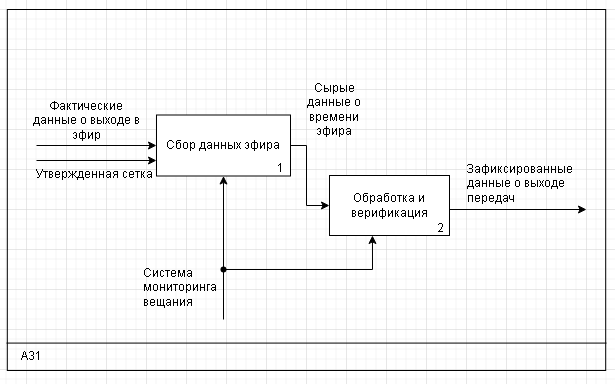 Сырые
данные о
времени
эфира
Фактические
данные о выходе в
эфир
Сбор данных эфира
1
Утвержденная сетка
Зафиксированные
данные о выходе
передач
Обработка и
верификация
2
Система
мониторинга
вещания
A31